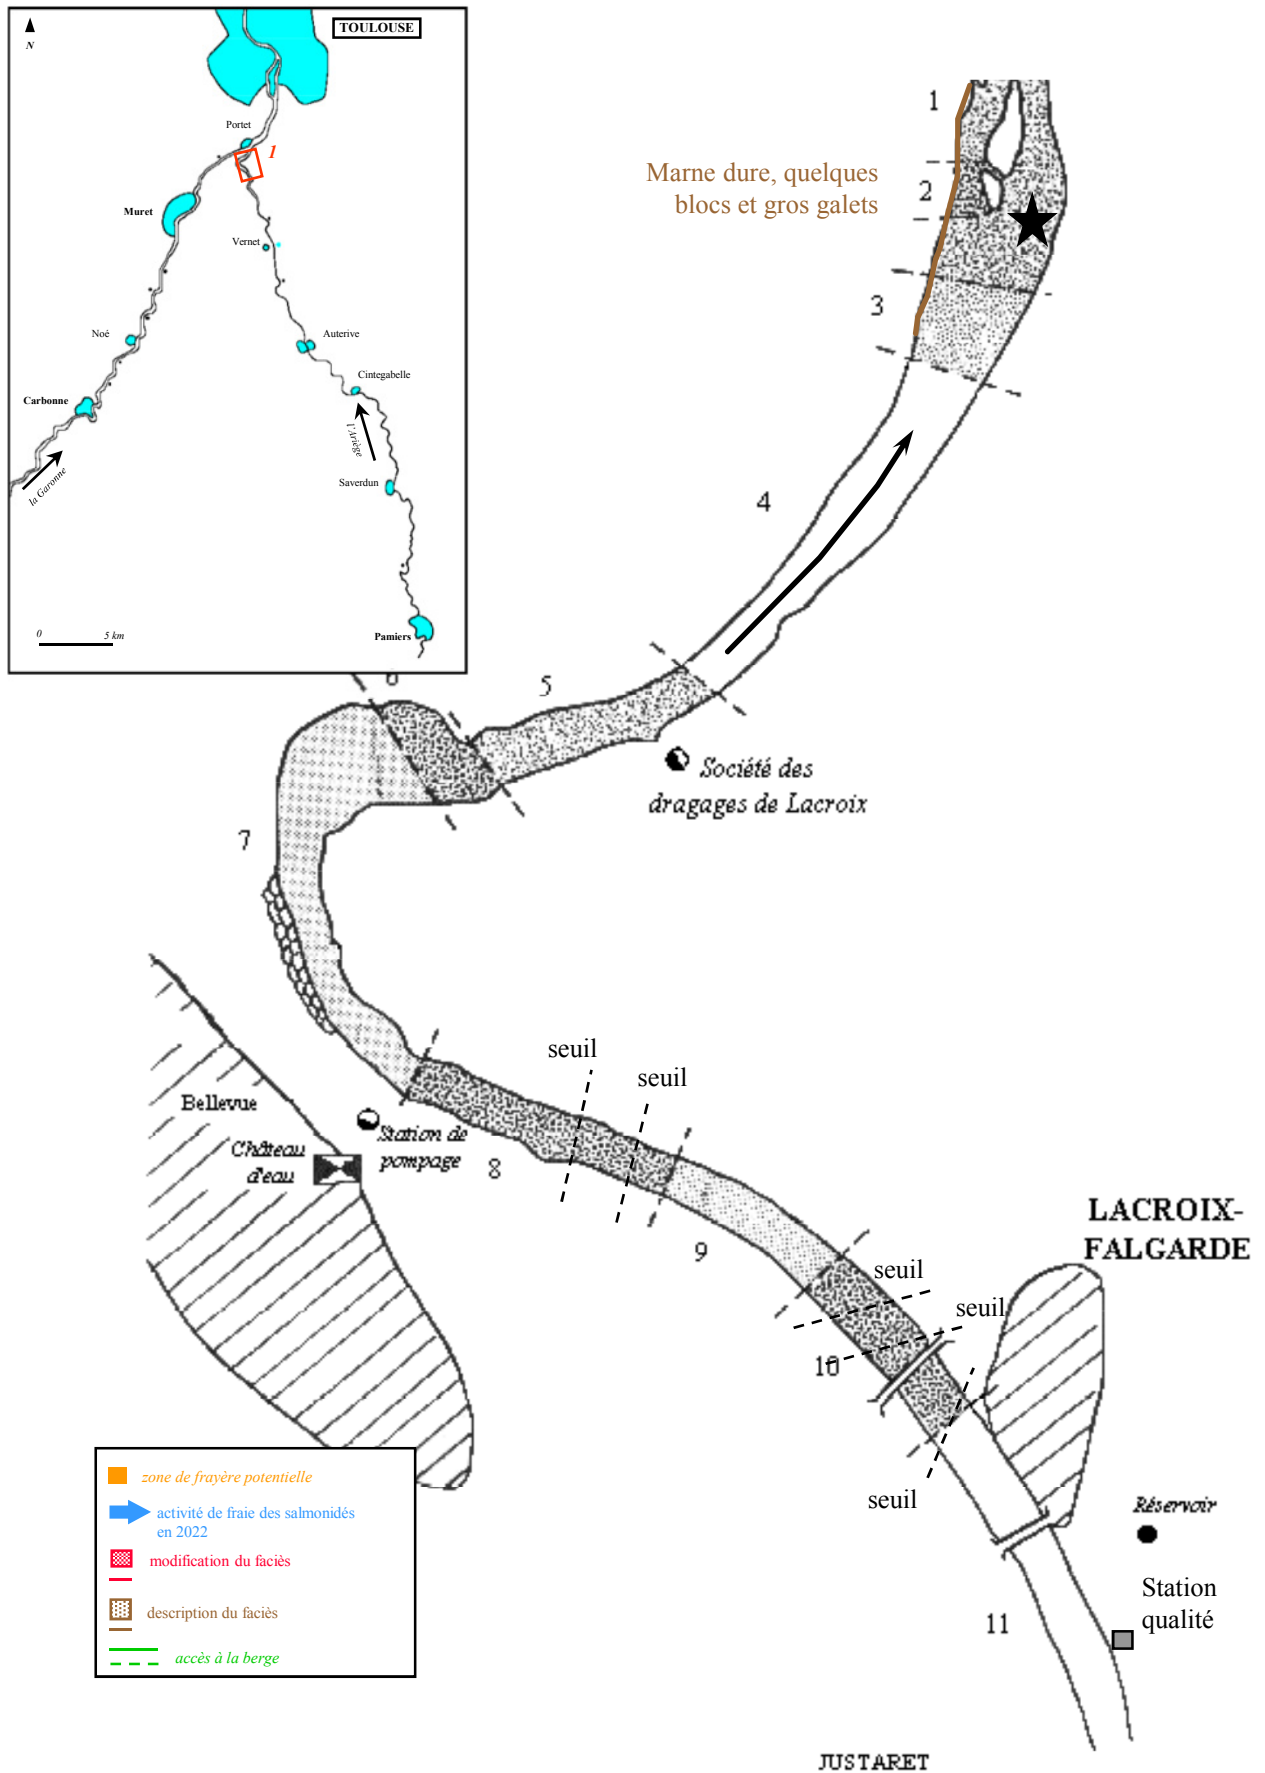 TOULOUSE
N
Portet
1
Muret
Vernet
Noé
Auterive
Cintegabelle
Carbonne
l'Ariège
la Garonne
Saverdun
0 5 km
Pamiers
1
Marne dure, quelques
blocs et gros galets
2
3
4
5
6
Société des
dragages de Lacroix
7
seuil
seuil
Bellevue
Station de
pompage
Château
d'eau
8
9
LACROIX-
FALGARDE
seuil
seuil
10
seuil
zone de frayère potentielle
activité de fraie des salmonidés
en 2022
modification du faciès
description du faciès
accès à la berge
Réservoir
Station
qualité
11
JUSTARET